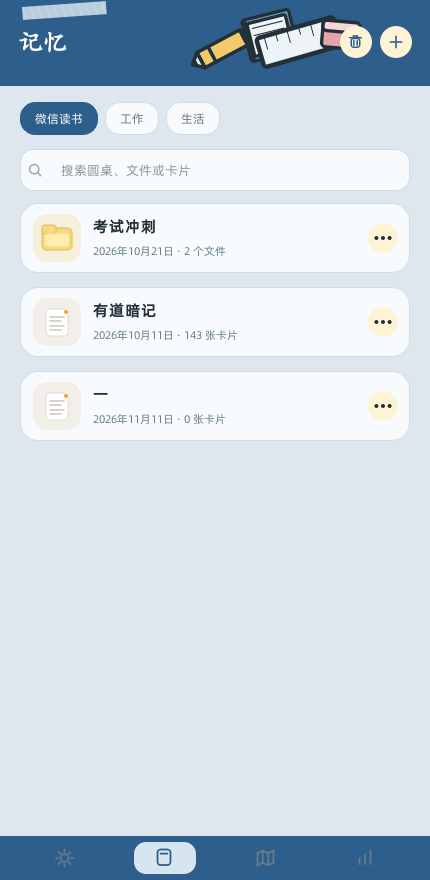 记忆
微信读书 工作 生活
搜索圆桌、文件或卡片
考试冲刺
2026年10月21日 · 2 个文件
有道暗记
2026年10月11日 · 143 张卡片
一
2026年11月11日 · 0 张卡片